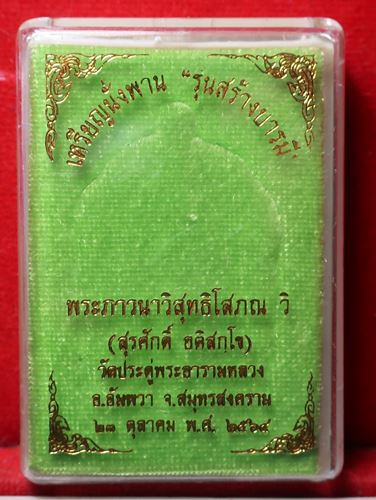 เหรียญนั่งพาน "รุ่นสร้างบารมี"
พระภาวนาวิสุทธิโสภณ วิ
(สุรศักดิ์ อติสกฺโข)
วัดประดู่พระอารามหลวง
อ.อัมพวา จ.สมุทรสงคราม
๒๓ ตุลาคม พ.ศ. ๒๕๖๔